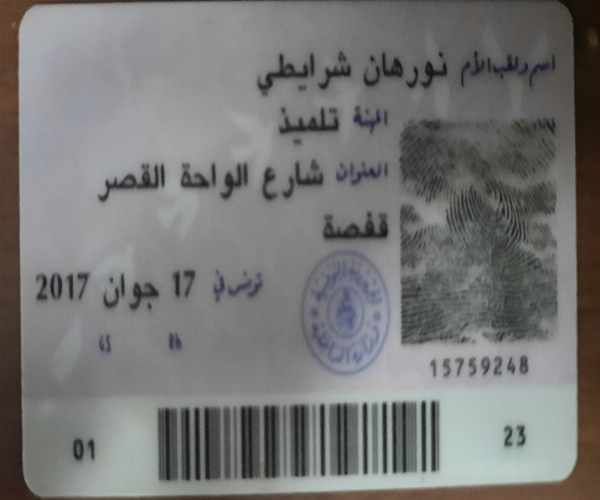 اسم ولقب الأم نورهان شرايطي
المهنة تلميذ
العنوان شارع الواحة القصر
قفصة
تونس في 17 جوان 2017
15759248
01
23